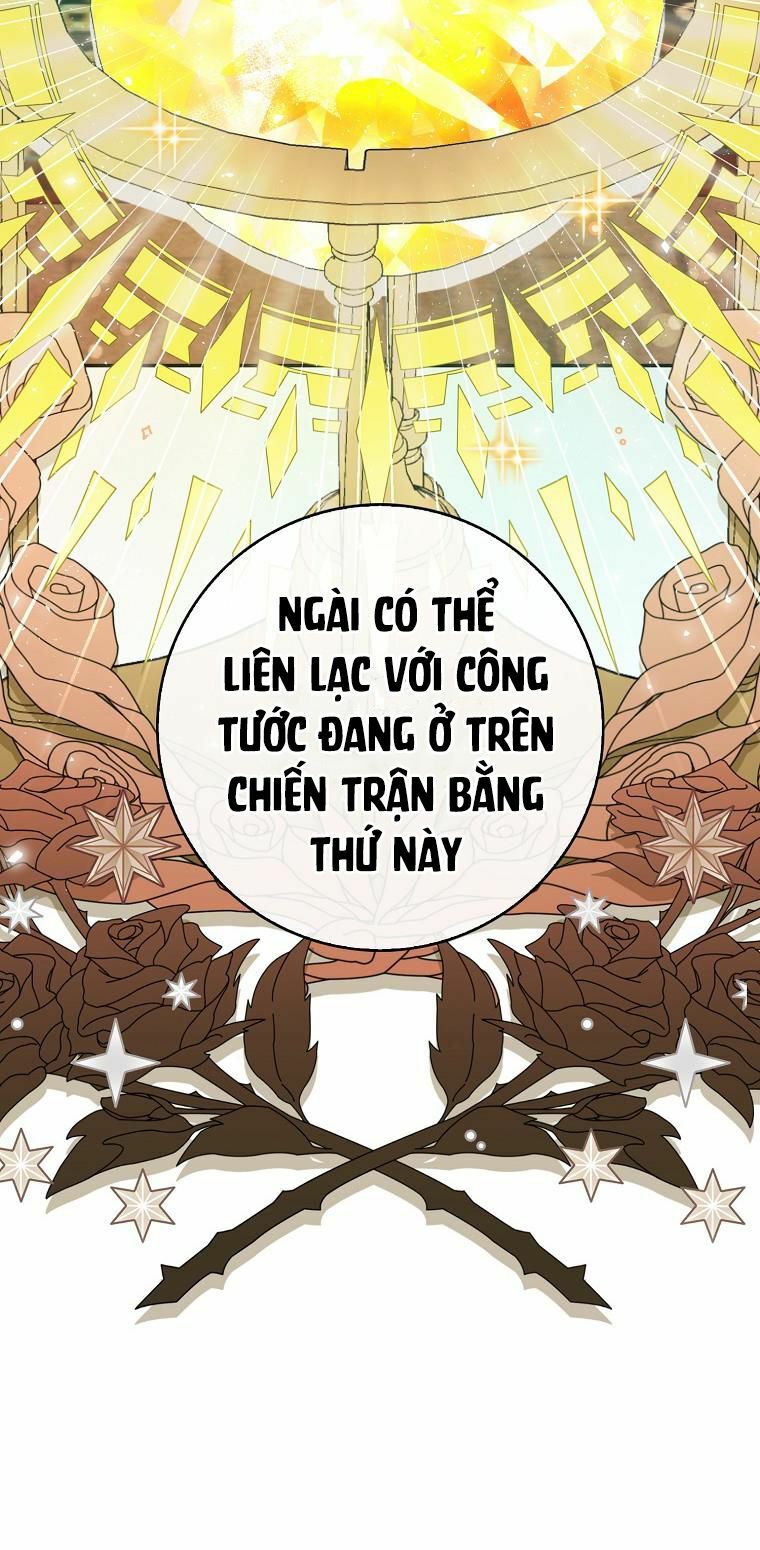 NGÀI CÓ THỂ
LIÊN LẠC VỚI CÔNG
TƯỚC ĐANG Ở TRÊN
CHIẾN TRẬN BẰNG
THỨ NÀY